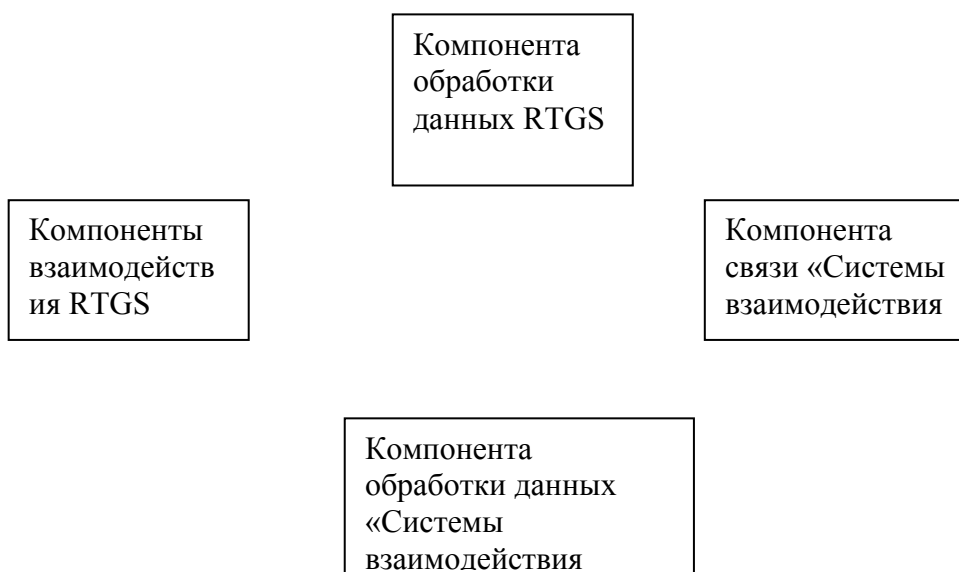 Компонента
обработки
данных RTGS
Компоненты
взаимодейств
ия RTGS
Компонента
связи «Системы
взаимодействия
Компонента
обработки данных
«Системы
взаимодействия